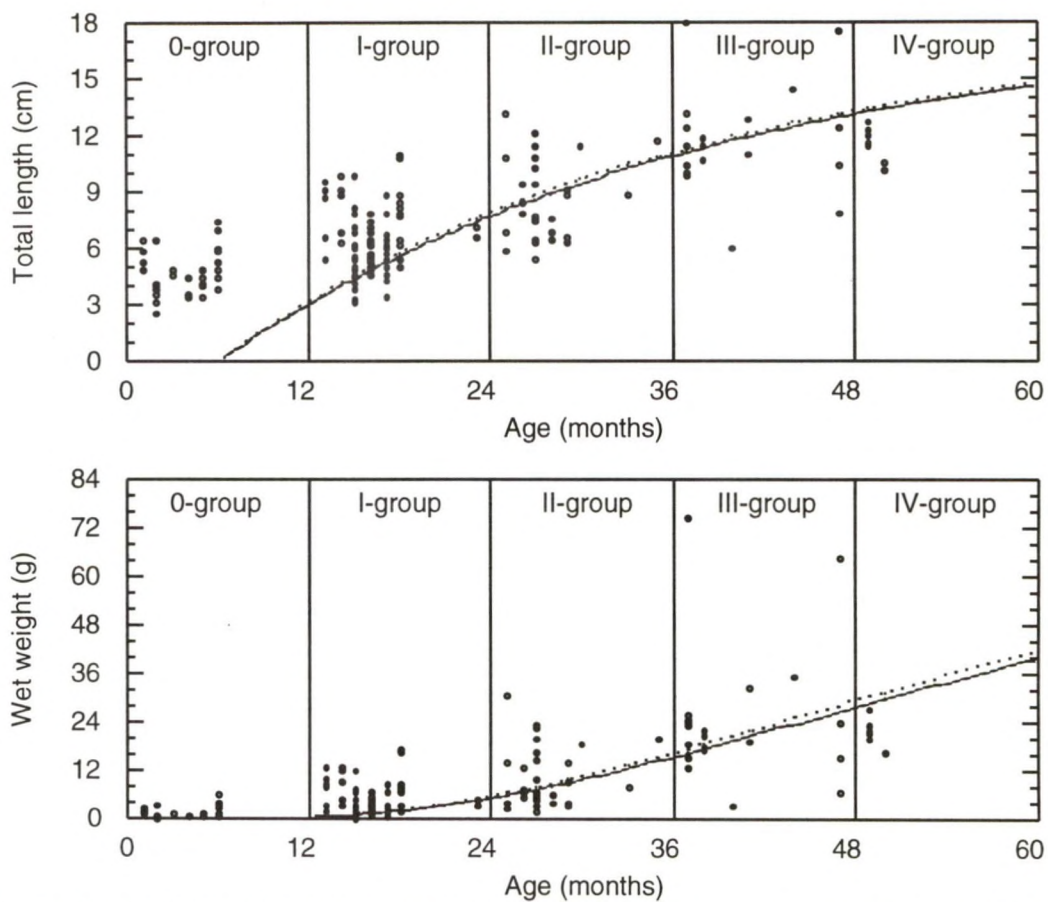 18
15
12
9
6
3
0
Total length (cm)
0-group I-group II-group III-group IV-group
0 12 24 36 48 60
Age (months)
84
72
60
48
36
24
12
0
Wet weight (g)
0-group I-group II-group III-group IV-group
0 12 24 36 48 60
Age (months)